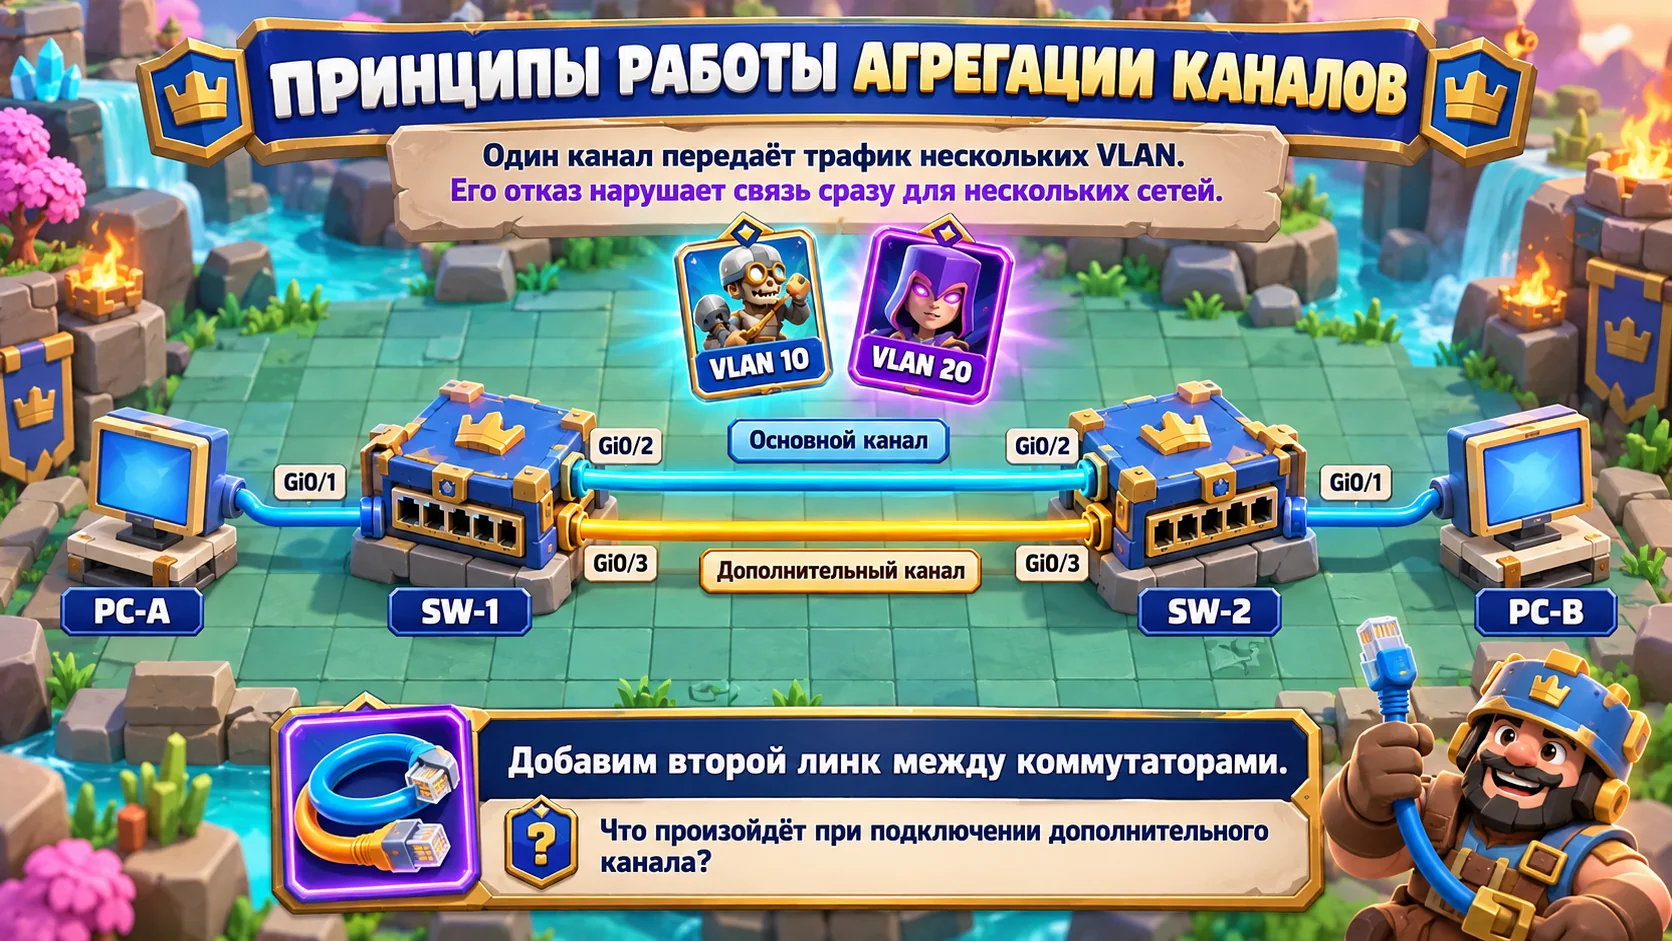 ПРИНЦИПЫ РАБОТЫ АГРЕГАЦИИ КАНАЛОВ
Один канал передаёт трафик нескольких VLAN.
Его отказ нарушает связь сразу для нескольких сетей.
VLAN 10
VLAN 20
Основной канал
Gi0/2
Gi0/2
Gi0/1
Gi0/1
Gi0/3
Дополнительный канал
Gi0/3
PC-A
SW-1
SW-2
PC-B
Добавим второй линк между коммутаторами.
?
Что произойдёт при подключении дополнительного
канала?